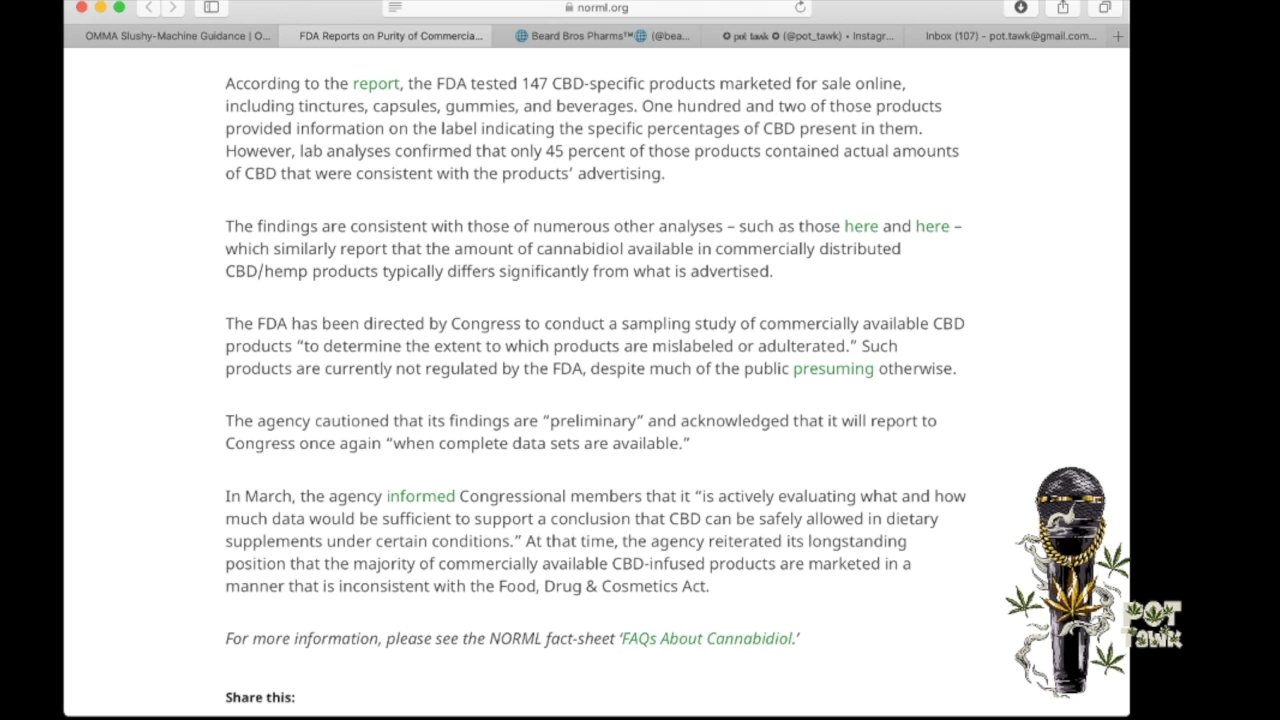 norml.org
OMMA Slushy-Machine Guidance | O...
FDA Reports on Purity of Commercia...
Beard Bros Pharms™ (@bea...
✪ pot tawk ✪ (@pot_tawk) • Instagr...
Inbox (107) - pot.tawk@gmail.com...
According to the report, the FDA tested 147 CBD-specific products marketed for sale online,
including tinctures, capsules, gummies, and beverages. One hundred and two of those products
provided information on the label indicating the specific percentages of CBD present in them.
However, lab analyses confirmed that only 45 percent of those products contained actual amounts
of CBD that were consistent with the products’ advertising.
The findings are consistent with those of numerous other analyses – such as those here and here –
which similarly report that the amount of cannabidiol available in commercially distributed
CBD/hemp products typically differs significantly from what is advertised.
The FDA has been directed by Congress to conduct a sampling study of commercially available CBD
products “to determine the extent to which products are mislabeled or adulterated.” Such
products are currently not regulated by the FDA, despite much of the public presuming otherwise.
The agency cautioned that its findings are “preliminary” and acknowledged that it will report to
Congress once again “when complete data sets are available.”
In March, the agency informed Congressional members that it “is actively evaluating what and how
much data would be sufficient to support a conclusion that CBD can be safely allowed in dietary
supplements under certain conditions.” At that time, the agency reiterated its longstanding
position that the majority of commercially available CBD-infused products are marketed in a
manner that is inconsistent with the Food, Drug & Cosmetics Act.
For more information, please see the NORML fact-sheet ‘FAQs About Cannabidiol.’
Share this:
POT
TAWK